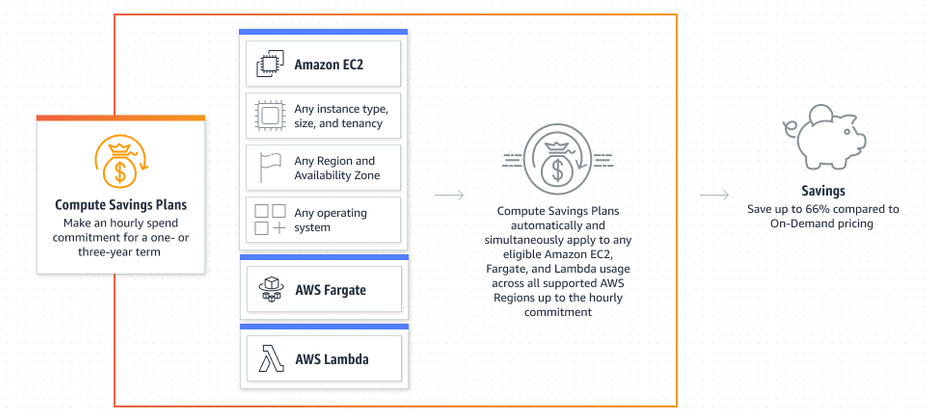 Compute Savings Plans
Make an hourly spend
commitment for a one- or
three-year term
Amazon EC2
Any instance type,
size, and tenancy
Any Region and
Availability Zone
Any operating
system
AWS Fargate
AWS Lambda
Compute Savings Plans
automatically and
simultaneously apply to any
eligible Amazon EC2,
Fargate, and Lambda usage
across all supported AWS
Regions up to the hourly
commitment
Savings
Save up to 66% compared to
On-Demand pricing